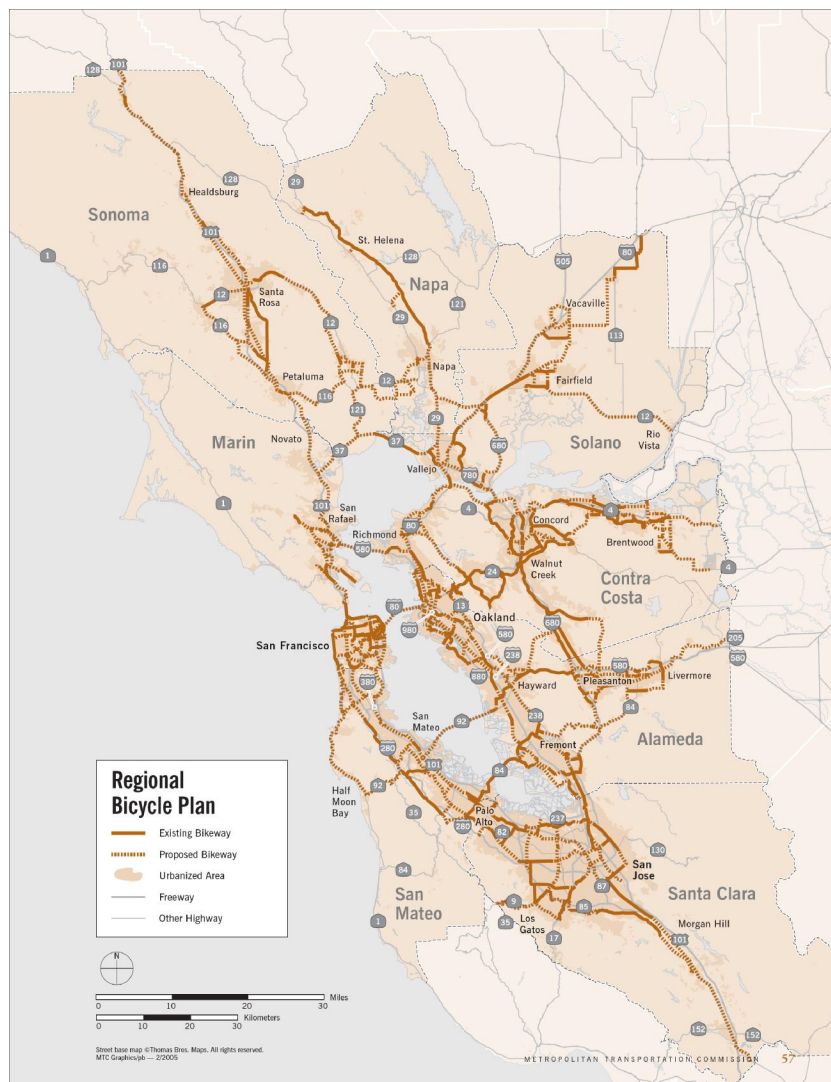 128
101
128
29
Healdsburg
Sonoma
101
St. Helena
1
116
128
Napa
505
80
12
Santa
Rosa
121
Vacaville
116
12
29
113
Petaluma
Napa
12
Fairfield
116
121
29
12
Marin
Novato
37
37
680
Solano
Rio
Vista
Vallejo
780
1
101
San
Rafael
80
4
Concord
4
Richmond
Brentwood
580
24
Walnut
Creek
4
Contra
Costa
80
13
Oakland
980
580
680
205
San Francisco
238
580
580
380
880
Hayward
Pleasanton
Livermore
84
San
Mateo
92
238
280
Fremont
Alameda
101
84
Regional
Bicycle Plan
Half
Moon
Bay
92
35
Palo
Alto
237
280
82
Existing Bikeway
Proposed Bikeway
130
Urbanized Area
84
San
Jose
Freeway
San
Mateo
87
Santa Clara
9
85
Other Highway
1
35
Los
Gatos
17
Morgan Hill
101
N
Miles
0 10 20 30
Kilometers
0 10 20 30
152
152
Street base map ©Thomas Bros. Maps. All rights reserved.
MTC Graphics/pb — 2/2005
METROPOLITAN TRANSPORTATION COMMISSION 57